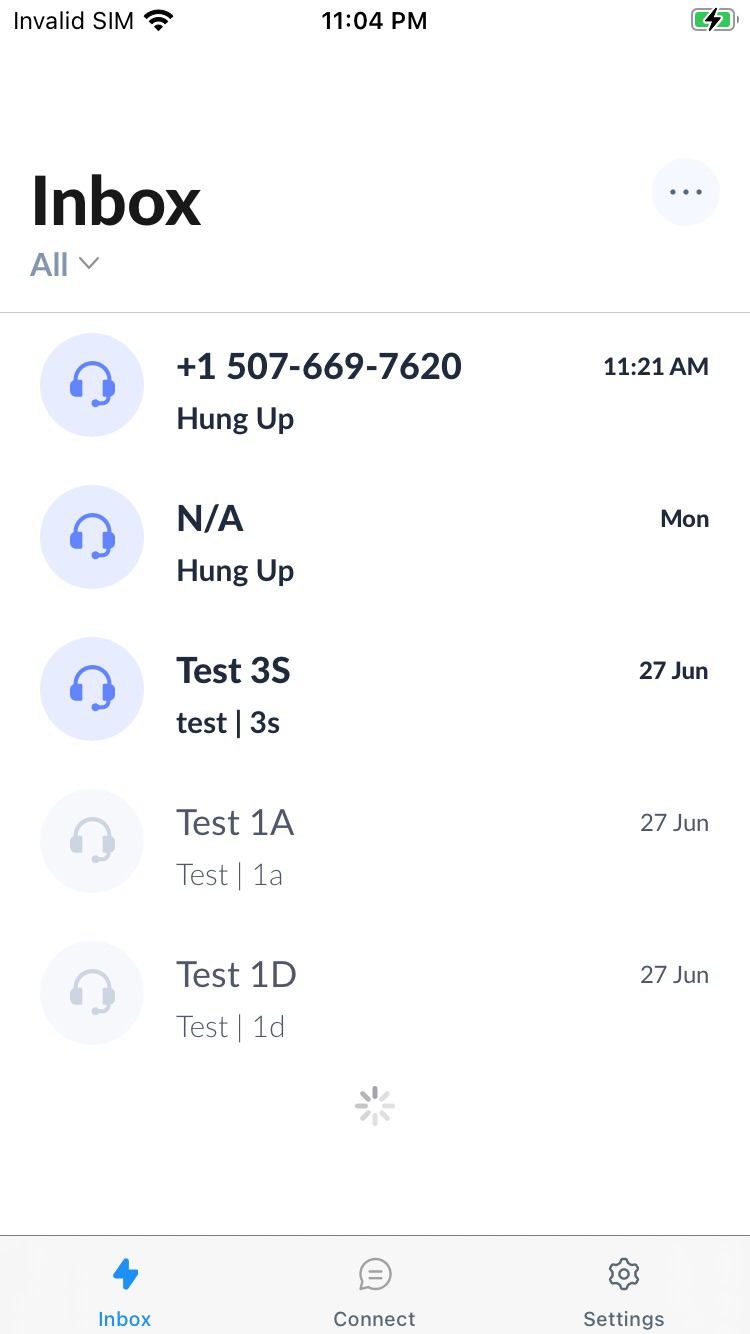 Invalid SIM 11:04 PM
Inbox
All
+1 507-669-7620 11:21 AM
Hung Up
N/A Mon
Hung Up
Test 3S 27 Jun
test | 3s
Test 1A 27 Jun
Test | 1a
Test 1D 27 Jun
Test | 1d
Inbox Connect Settings